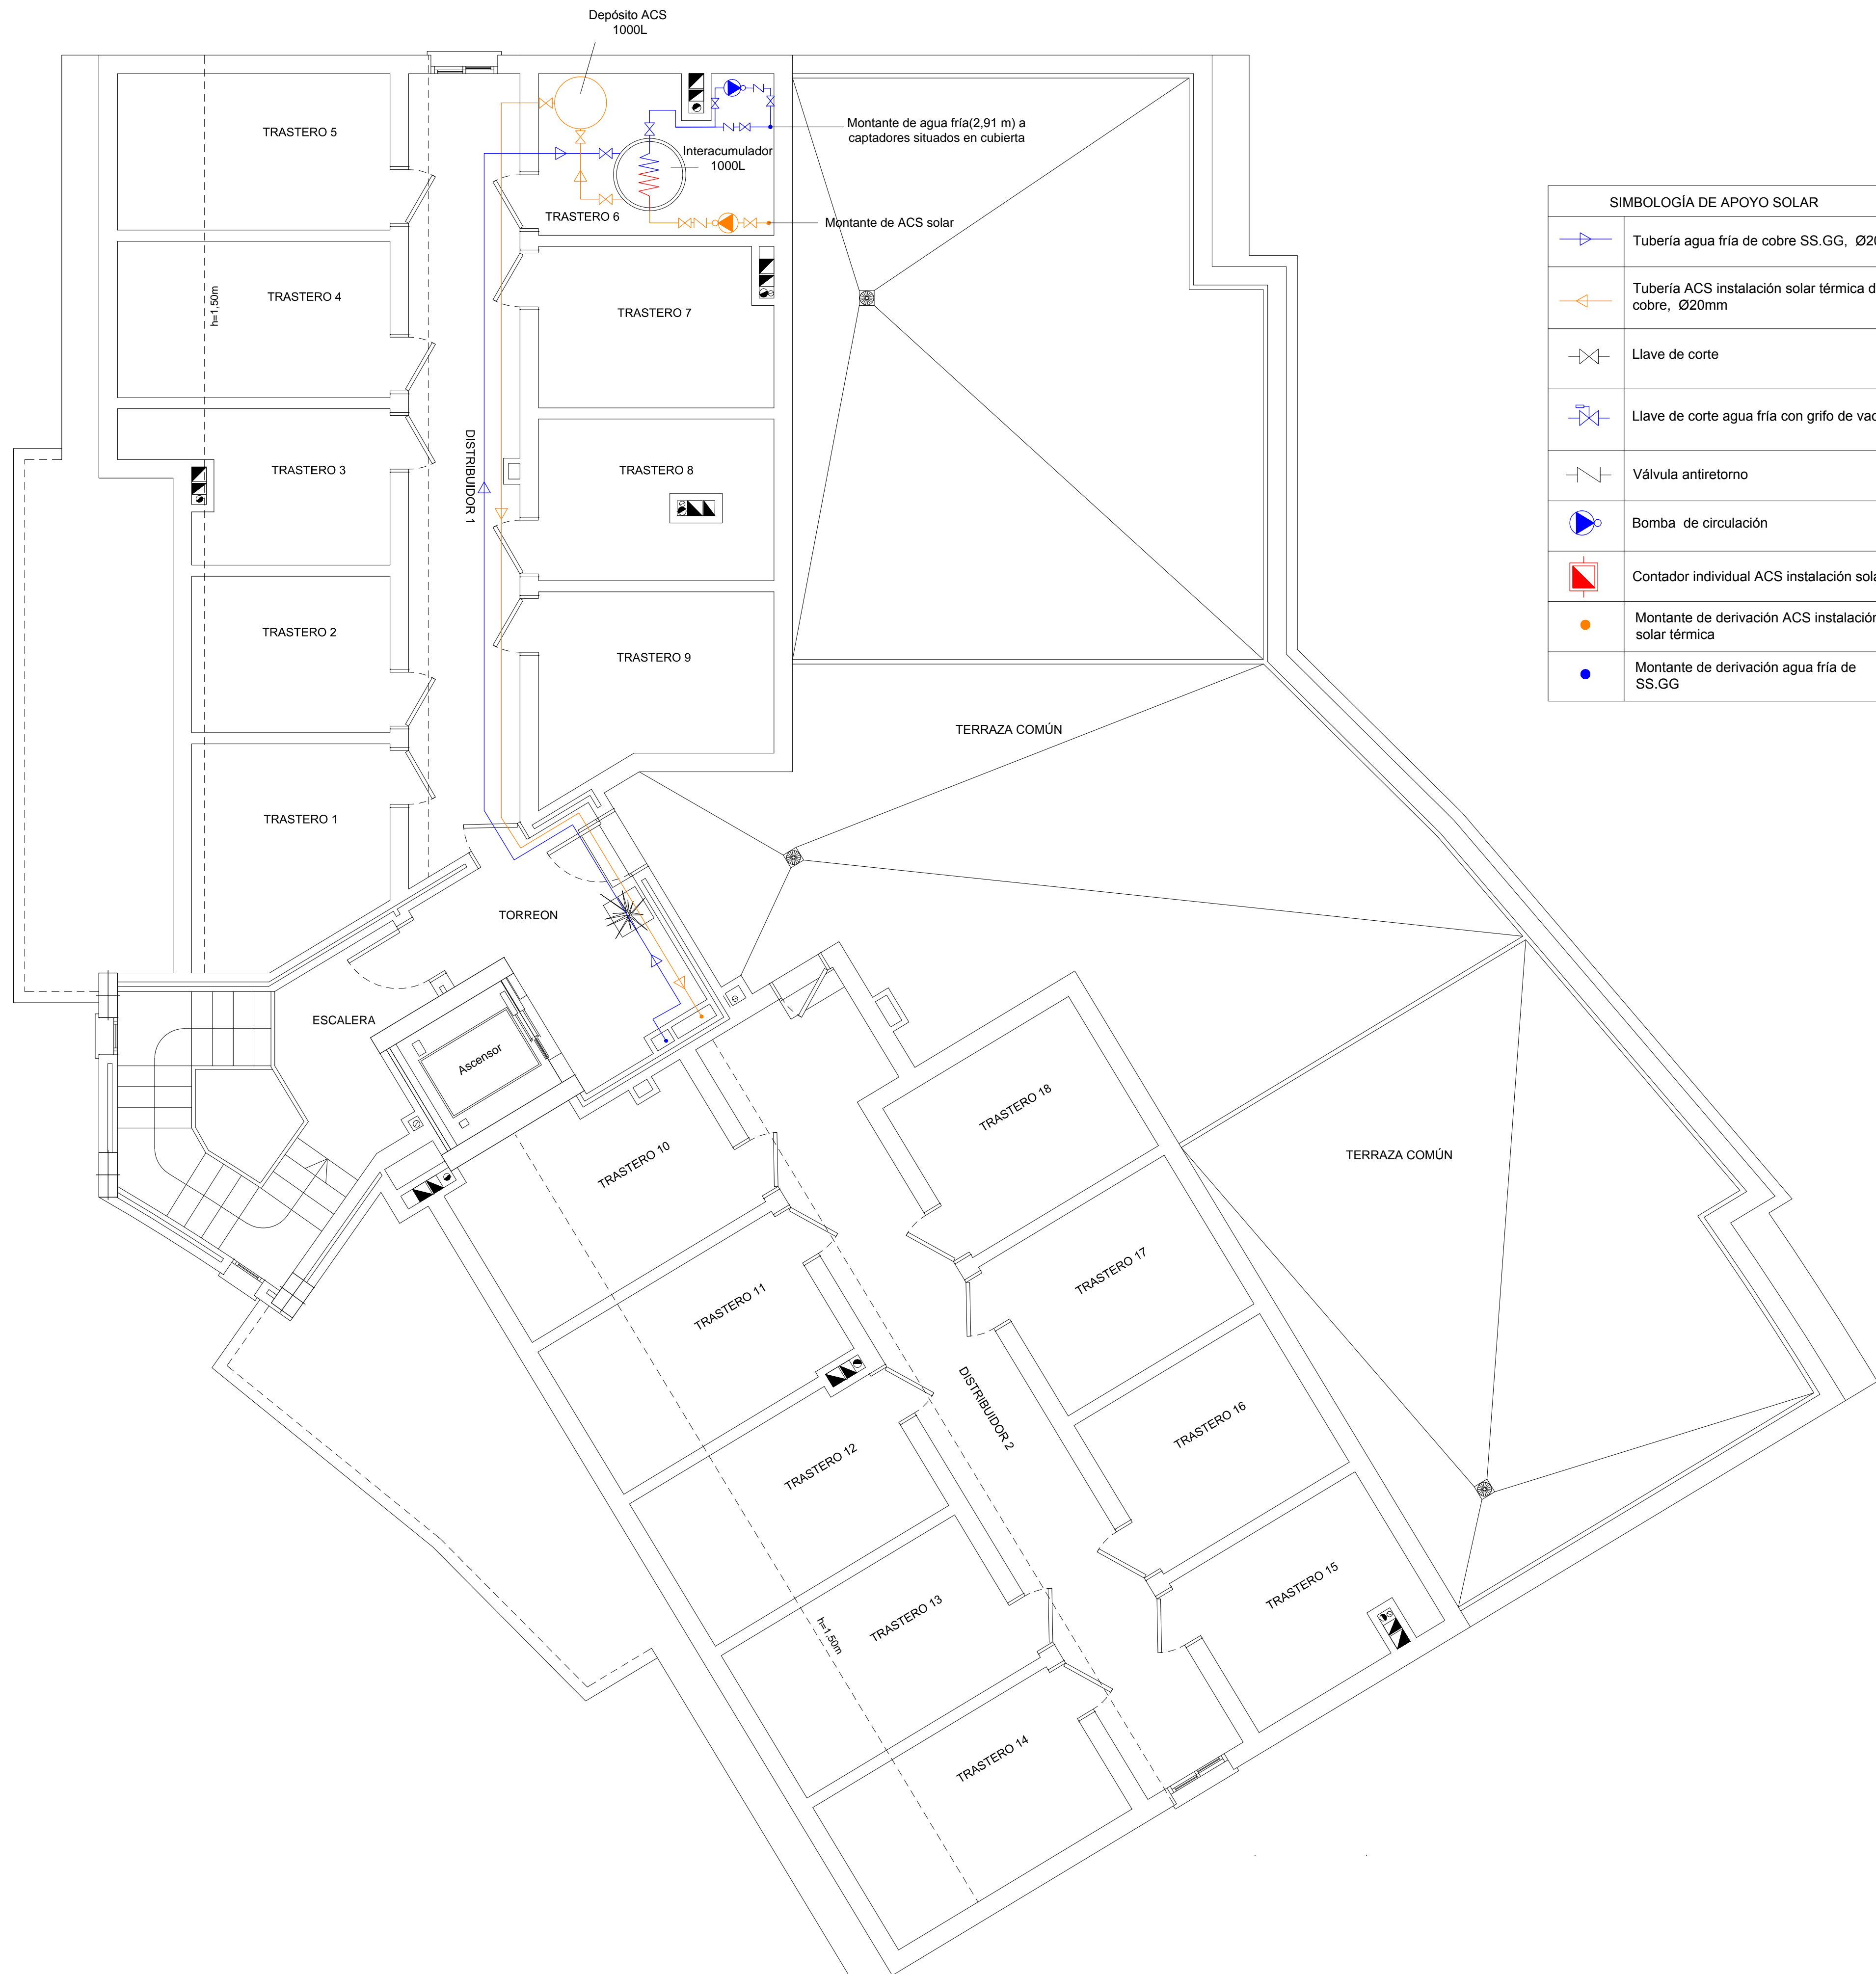 Depósito ACS
1000L
TRASTERO 5
Montante de agua fría(2,91 m) a
captadores situados en cubierta
Interacumulador
1000L
TRASTERO 6
Montante de ACS solar
SIMBOLOGÍA DE APOYO SOLAR
Tubería agua fría de cobre SS.GG, Ø20
Tubería ACS instalación solar térmica d
cobre, Ø20mm
Llave de corte
Llave de corte agua fría con grifo de vac
Válvula antiretorno
Bomba de circulación
Contador individual ACS instalación sola
Montante de derivación ACS instalación
solar térmica
Montante de derivación agua fría de
SS.GG
TRASTERO 4
h=1,50m
TRASTERO 7
TRASTERO 3
DISTRIBUIDOR 1
TRASTERO 8
TRASTERO 2
TRASTERO 9
TERRAZA COMÚN
TRASTERO 1
TORREON
ESCALERA
Ascensor
TRASTERO 10
TRASTERO 18
TERRAZA COMÚN
TRASTERO 11
TRASTERO 17
DISTRIBUIDOR 2
TRASTERO 12
TRASTERO 16
TRASTERO 13
h=1,50m
TRASTERO 15
TRASTERO 14